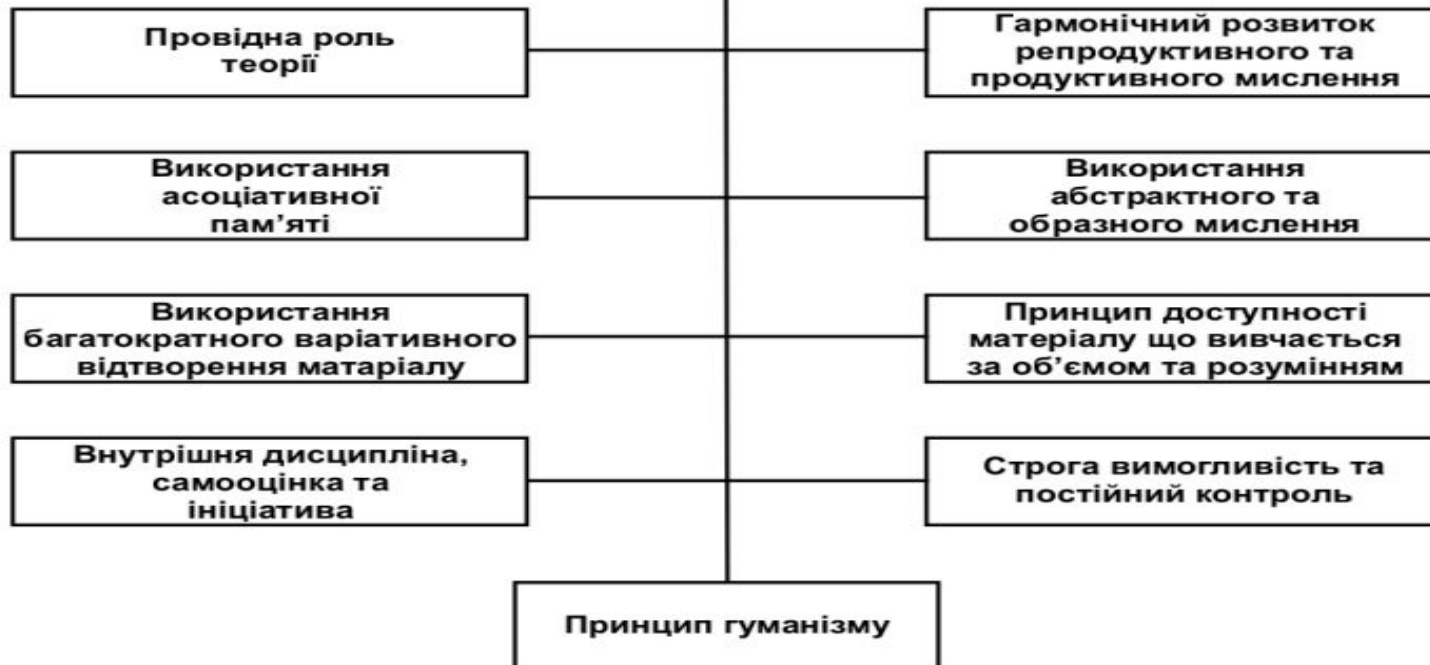 Провідна роль
теорії
Гармонічний розвиток
репродуктивного та
продуктивного мислення
Використання
асоціативної
пам’яті
Використання
абстрактного та
образного мислення
Використання
багатократного варіативного
відтворення матаріалу
Принцип доступності
матеріалу що вивчається
за об’ємом та розумінням
Внутрішня дисципліна,
самооцінка та
ініціатива
Строга вимогливість та
постійний контроль
Принцип гуманізму